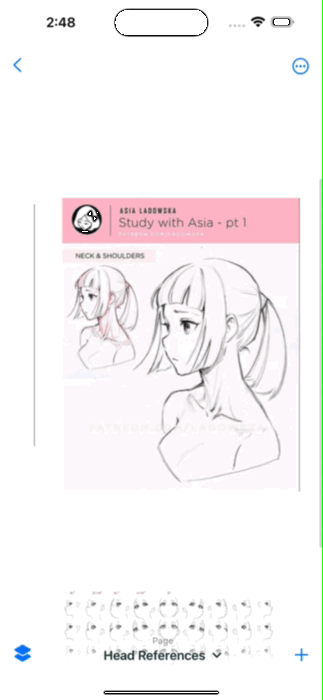 2:48
ASIA LADOWSKA
Study with Asia - pt 1
NECK & SHOULDERS
Page
Head References